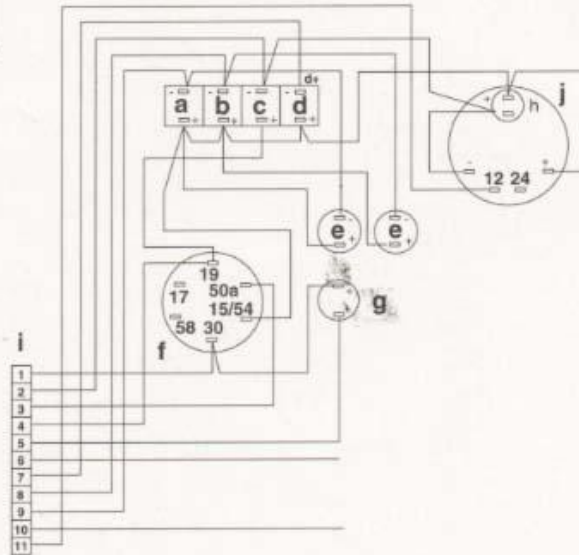 d+
- - - -
a b c d
+ + + +
+ h j
- +
12 24
- -
e e
+ +
19
17 50a
15/54
58 30
f
+
g
i
1
2
3
4
5
6
7
8
9
10
11